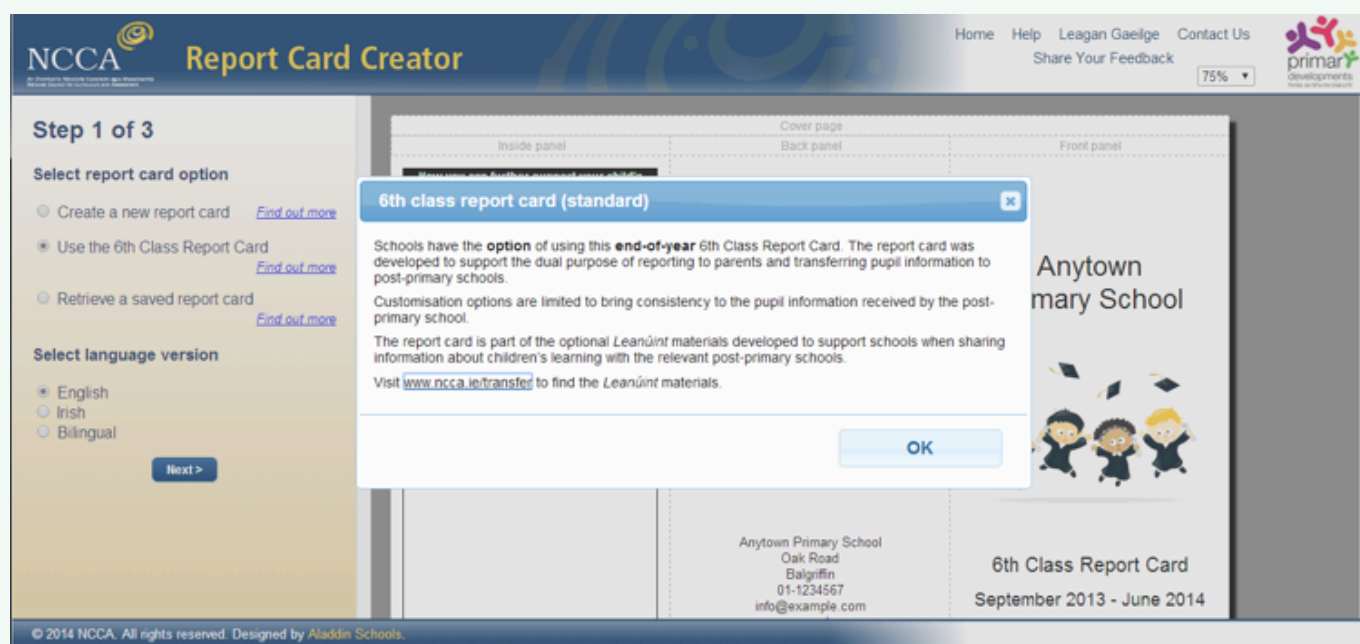 NCCA
Report Card Creator
Home Help Leagan Gaeilge Contact Us
Share Your Feedback
75%
primary
developments
Step 1 of 3
Select report card option
Create a new report card Find out more
Use the 6th Class Report Card
Find out more
Retrieve a saved report card
Find out more
Select language version
English
Irish
Bilingual
Next >
Cover page
Inside panel Back panel Front panel
6th class report card (standard)
Schools have the option of using this end-of-year 6th Class Report Card. The report card was
developed to support the dual purpose of reporting to parents and transferring pupil information to
post-primary schools.
Customisation options are limited to bring consistency to the pupil information received by the post-
primary school.
The report card is part of the optional Leanúint materials developed to support schools when sharing
information about children's learning with the relevant post-primary schools.
Visit www.ncca.ie/transfer to find the Leanúint materials.
OK
Anytown
mary School
Anytown Primary School
Oak Road
Balgriffin
01-1234567
info@example.com
6th Class Report Card
September 2013 - June 2014
© 2014 NCCA. All rights reserved. Designed by Aladdin Schools.